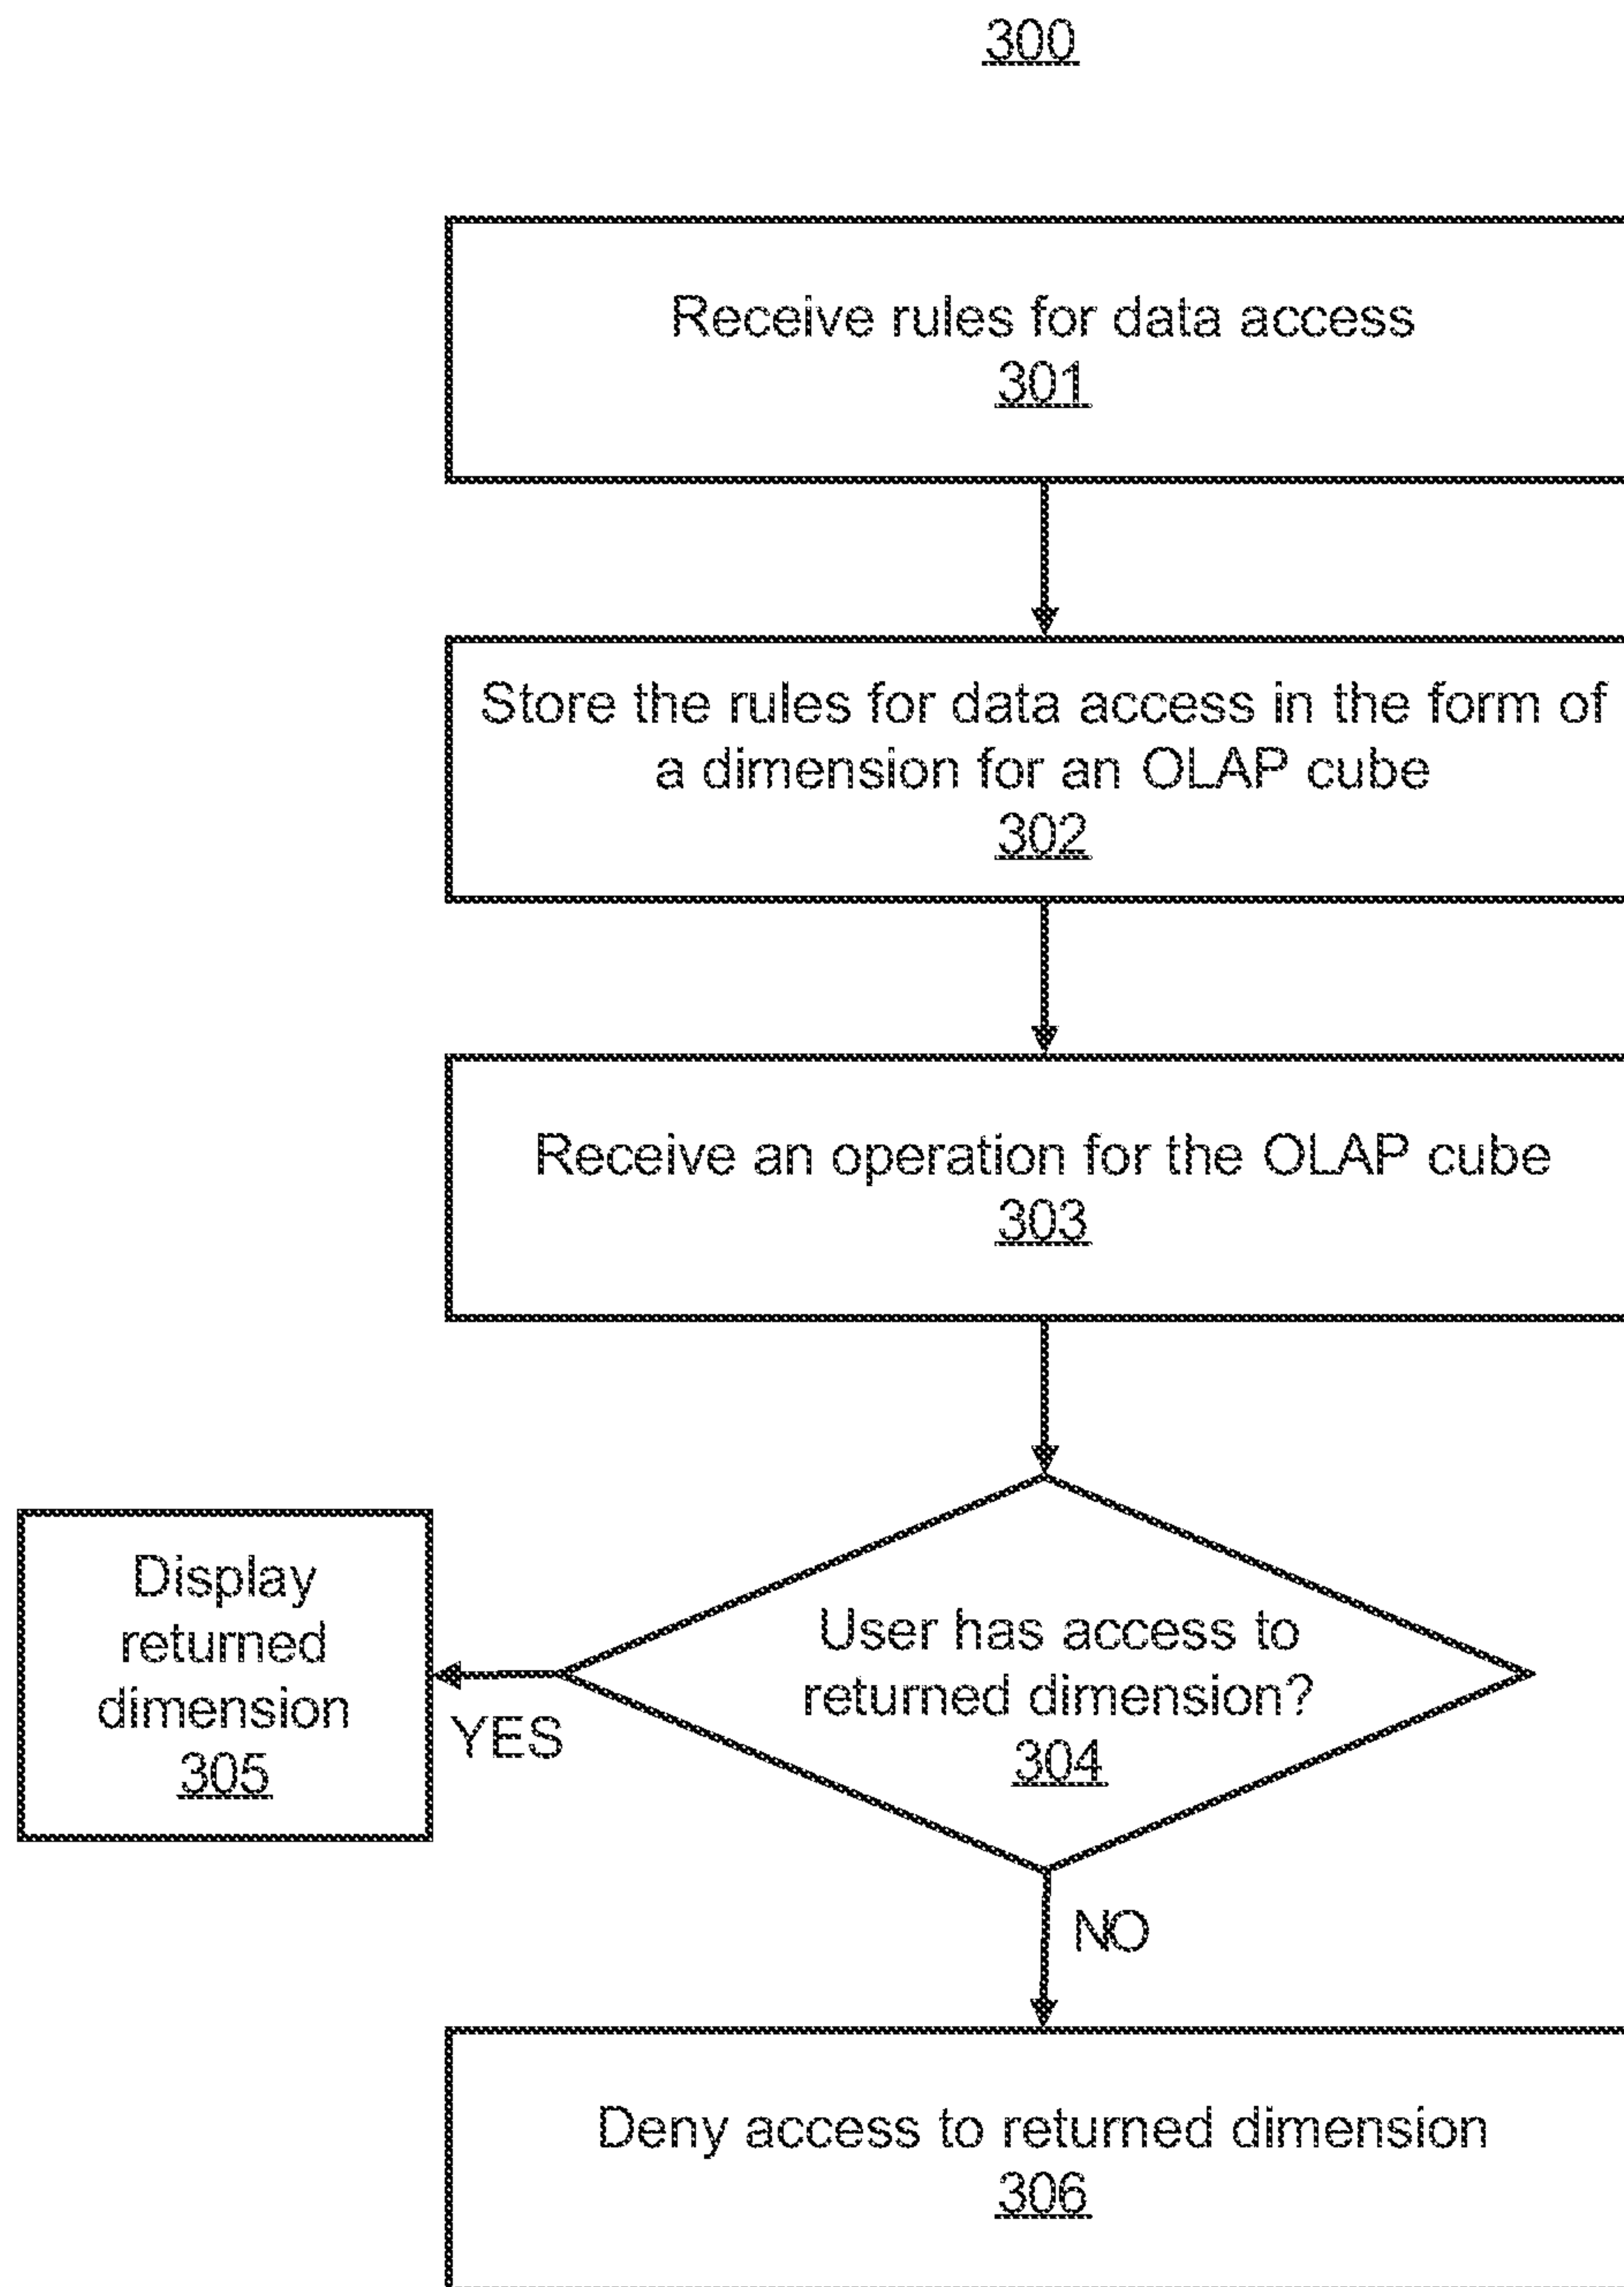 300
Receive rules for data access
301
Store the rules for data access in the form of
a dimension for an OLAP cube
302
Receive an operation for the OLAP cube
303
User has access to
returned dimension?
304
YES
Display
returned
dimension
305
NO
Deny access to returned dimension
306